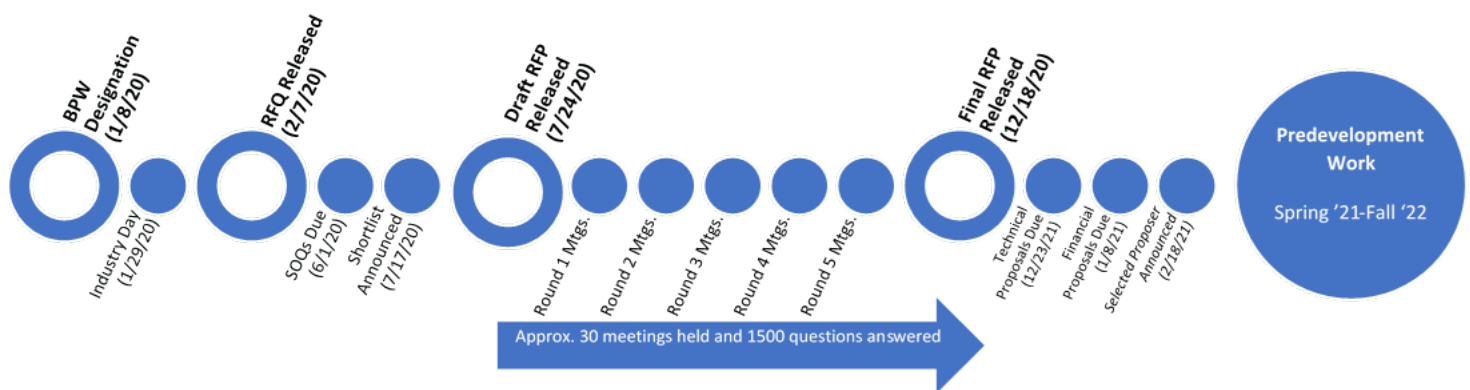 BPW
Designation
(1/8/20)
Industry Day
(1/29/20)
RFQ Released
(2/7/20)
SOQs Due
(6/1/20)
Shortlist
Announced
(7/17/20)
Draft RFP
Released
(7/24/20)
Round 1 Mtgs.
Round 2 Mtgs.
Round 3 Mtgs.
Round 4 Mtgs.
Round 5 Mtgs.
Approx. 30 meetings held and 1500 questions answered
Final RFP
Released
(12/18/20)
Technical
Proposals Due
(12/23/21)
Financial
Proposals Due
(1/8/21)
Selected Proposer
Announced
(2/18/21)
Predevelopment
Work
Spring ’21-Fall ‘22